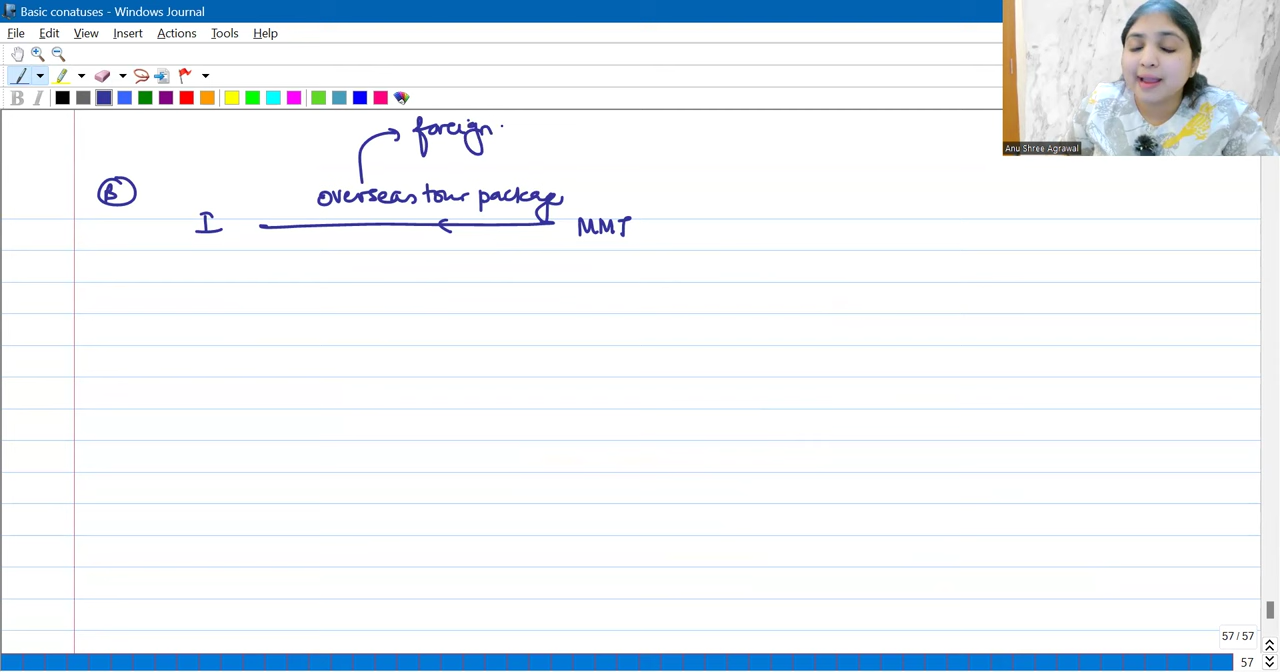 Basic conatuses - Windows Journal
File Edit View Insert Actions Tools Help
B I
Anu Shree Agrawal
foreign.
B overseas tour package
I MMT
57 / 57
57